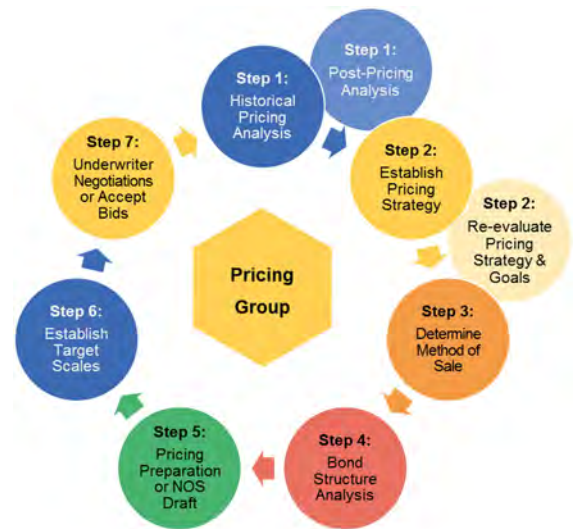 Step 1:
Historical
Pricing
Analysis
Step 1:
Post-Pricing
Analysis
Step 2:
Establish
Pricing
Strategy
Step 2:
Re-evaluate
Pricing
Strategy &
Goals
Step 3:
Determine
Method of
Sale
Step 4:
Bond
Structure
Analysis
Step 5:
Pricing
Preparation
or NOS
Draft
Step 6:
Establish
Target
Scales
Step 7:
Underwriter
Negotiations
or Accept
Bids
Pricing
Group